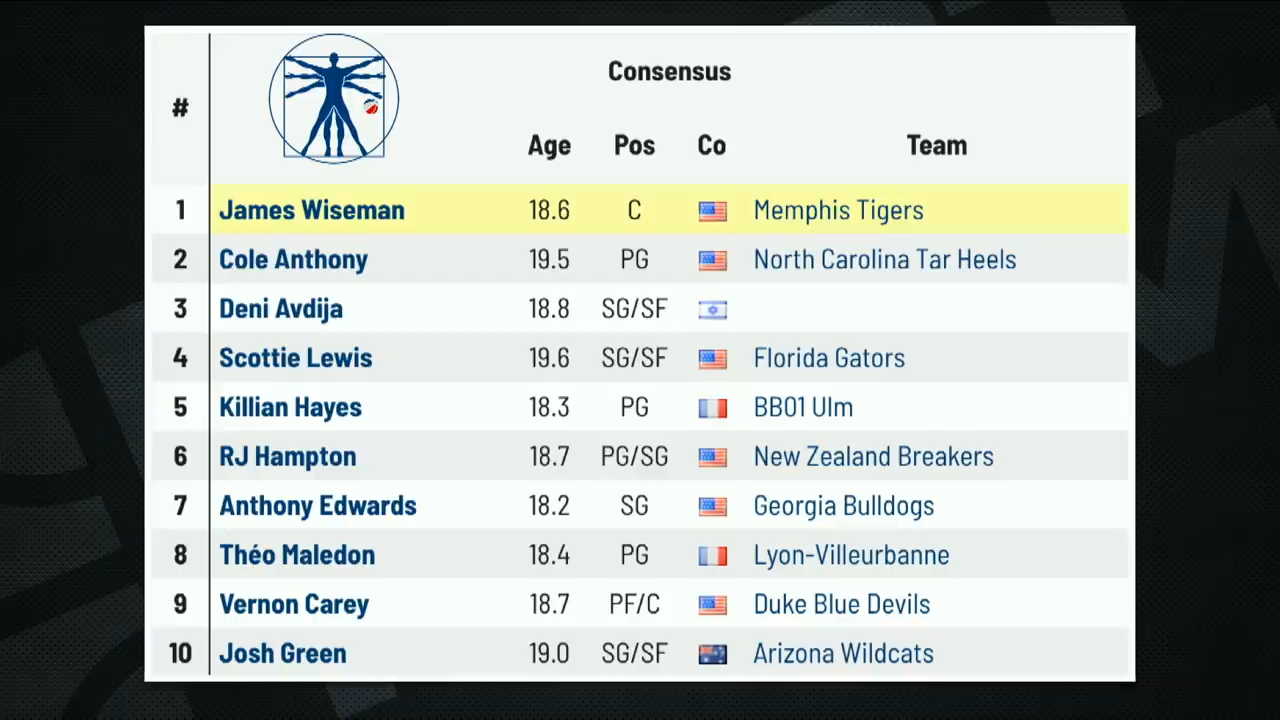 Consensus
# Age Pos Co Team
1 James Wiseman 18.6 C Memphis Tigers
2 Cole Anthony 19.5 PG North Carolina Tar Heels
3 Deni Avdija 18.8 SG/SF
4 Scottie Lewis 19.6 SG/SF Florida Gators
5 Killian Hayes 18.3 PG BBO1 Ulm
6 RJ Hampton 18.7 PG/SG New Zealand Breakers
7 Anthony Edwards 18.2 SG Georgia Bulldogs
8 Théo Maledon 18.4 PG Lyon-Villeurbanne
9 Vernon Carey 18.7 PF/C Duke Blue Devils
10 Josh Green 19.0 SG/SF Arizona Wildcats